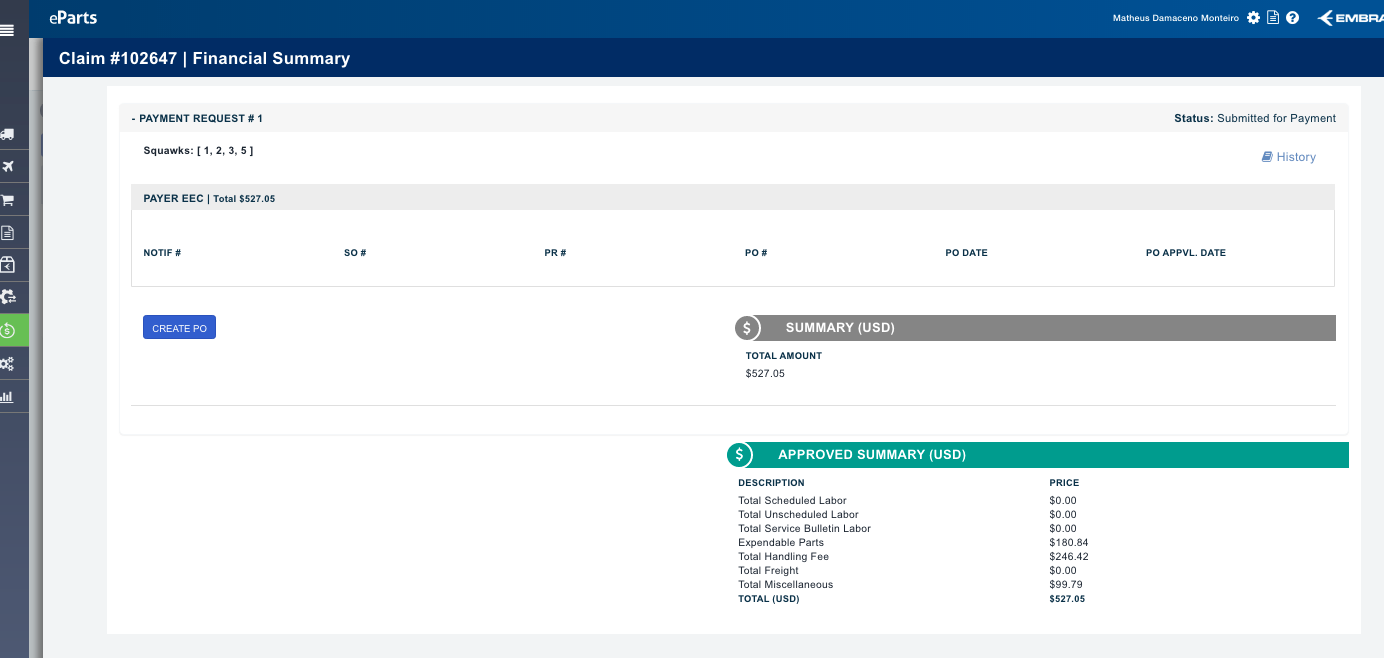 eParts
Matheus Damaceno Monteiro
EMBRA
Claim #102647 | Financial Summary
- PAYMENT REQUEST # 1
Status: Submitted for Payment
Squawks: [ 1, 2, 3, 5 ]
History
PAYER EEC | Total $527.05
NOTIF # SO # PR # PO # PO DATE PO APPVL. DATE
CREATE PO
$ SUMMARY (USD)
TOTAL AMOUNT
$527.05
$ APPROVED SUMMARY (USD)
DESCRIPTION PRICE
Total Scheduled Labor $0.00
Total Unscheduled Labor $0.00
Total Service Bulletin Labor $0.00
Expendable Parts $180.84
Total Handling Fee $246.42
Total Freight $0.00
Total Miscellaneous $99.79
TOTAL (USD) $527.05